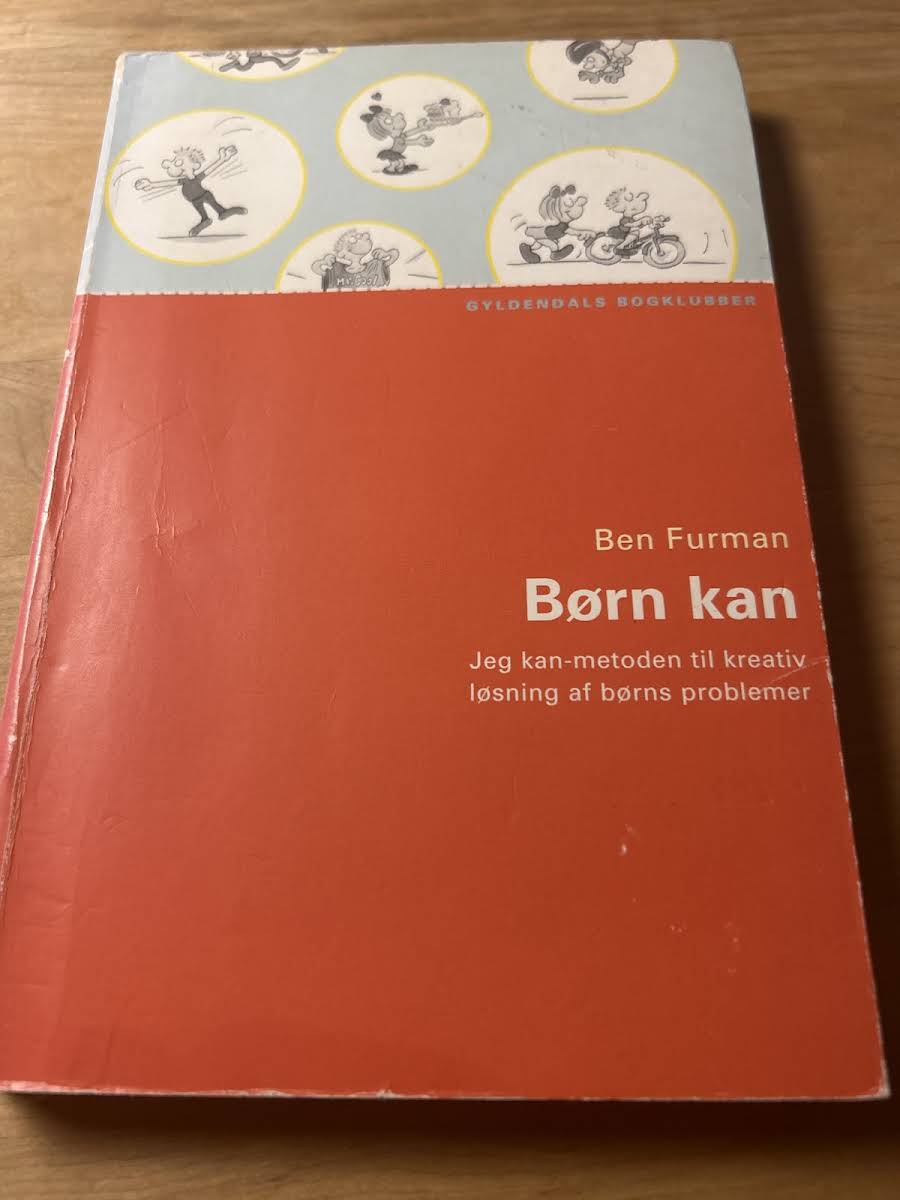 GYLDENDALS BOGKLUBBER
Ben Furman
Børn kan
Jeg kan-metoden til kreativ
løsning af børns problemer